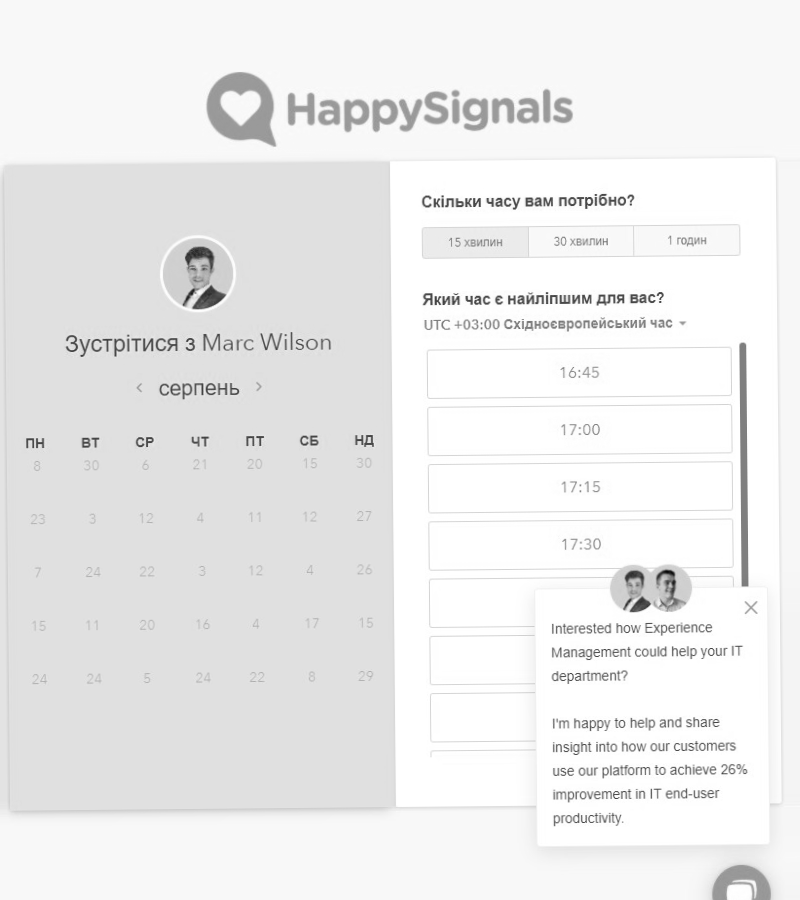 HappySignals
Зустрітися з Marc Wilson
серпень
ПН ВТ СР ЧТ ПТ СБ НД
8 30 6 21 20 15 30
23 3 12 4 11 12 27
7 24 22 3 12 4 26
15 11 20 16 4 17 15
24 24 5 24 22 8 29
Скільки часу вам потрібно?
15 хвилин 30 хвилин 1 годин
Який час є найліпшим для вас?
UTC +03:00 Східноєвропейський час
16:45
17:00
17:15
17:30
Interested how Experience
Management could help your IT
department?
I'm happy to help and share
insight into how our customers
use our platform to achieve 26%
improvement in IT end-user
productivity.